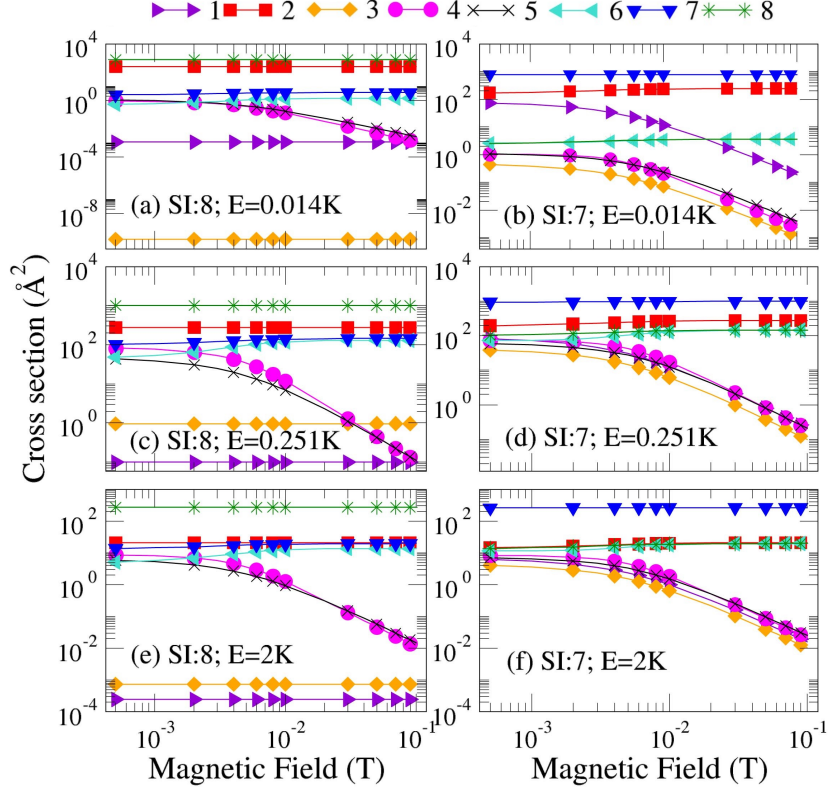 1 2 3 4 5 6 7 8
10^4
10^2
10^0
10^-4
10^-8
(a) SI:8; E=0.014K
10^2
10^0
10^-2
(b) SI:7; E=0.014K
10^4
10^2
10^0
(c) SI:8; E=0.251K
10^2
10^0
(d) SI:7; E=0.251K
10^2
10^0
10^-2
10^-4
(e) SI:8; E=2K
10^2
10^0
10^-2
10^-4
(f) SI:7; E=2K
Cross section (Å^2)
10^-3 10^-2 10^-1
10^-3 10^-2 10^-1
Magnetic Field (T) Magnetic Field (T)